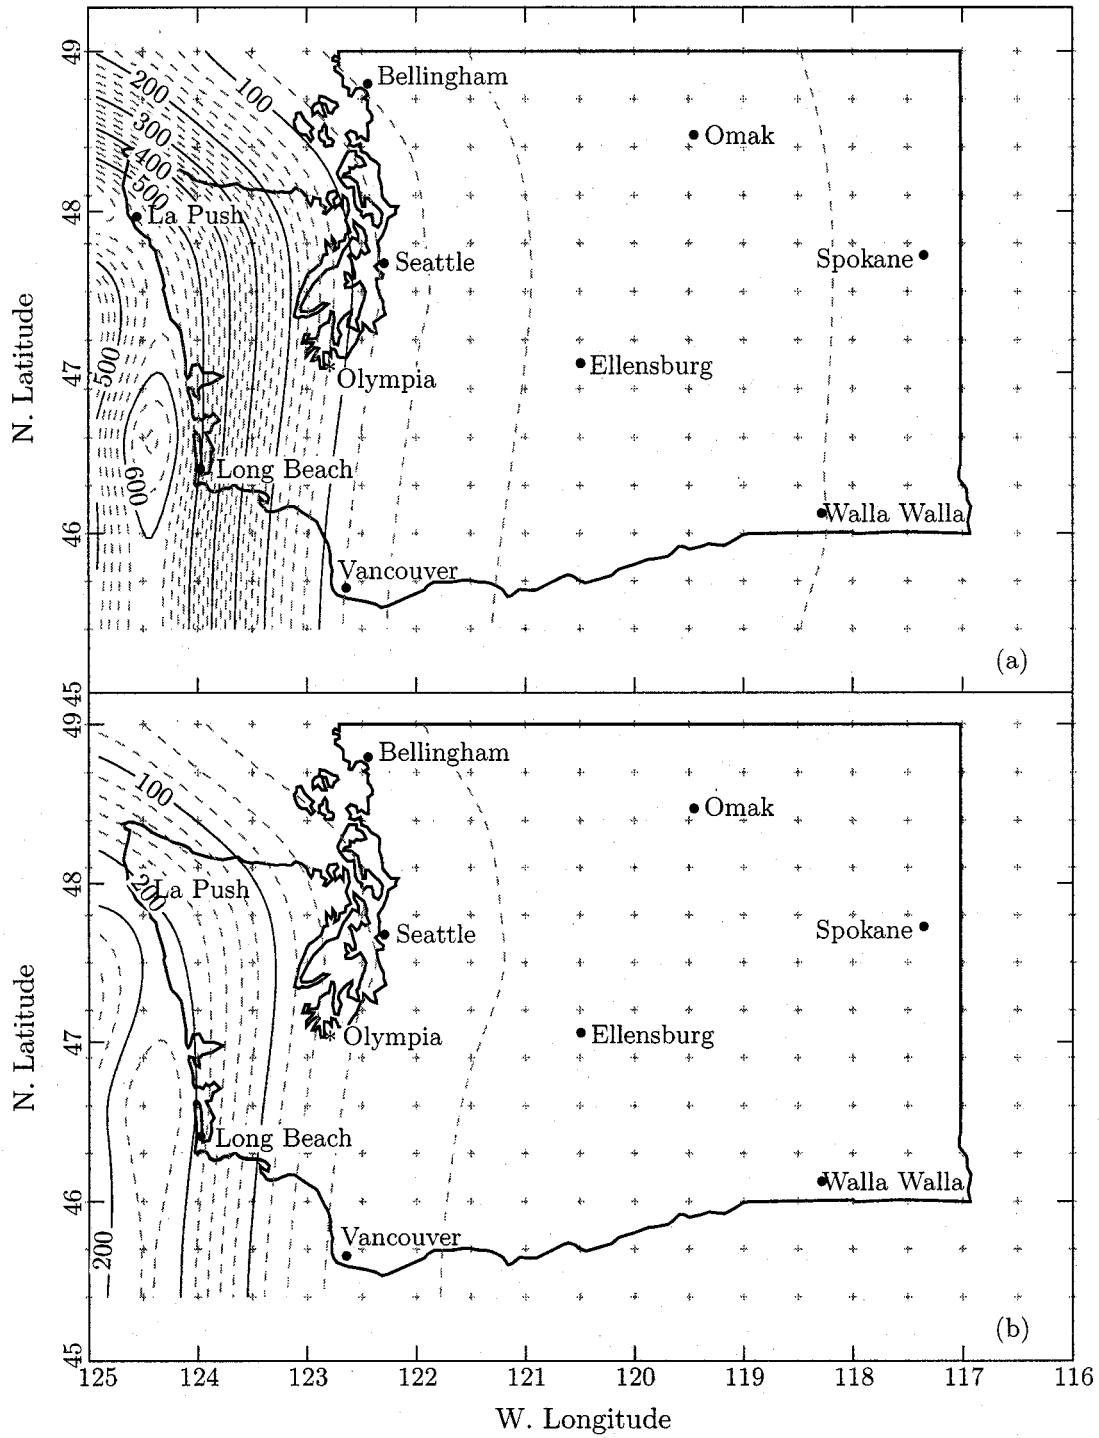 49
200
100
Bellingham
300
Omak
400
500
48
La Push
Seattle
Spokane
N. Latitude
500
47
Ellensburg
*
Olympia
Long Beach
600
Walla Walla
46
Vancouver
(a)
45
49
Bellingham
100
Omak
48
200
La Push
Seattle
Spokane
N. Latitude
47
*
Olympia
Ellensburg
Long Beach
Walla Walla
46
Vancouver
200
(b)
45
125 124 123 122 121 120 119 118 117 116
W. Longitude